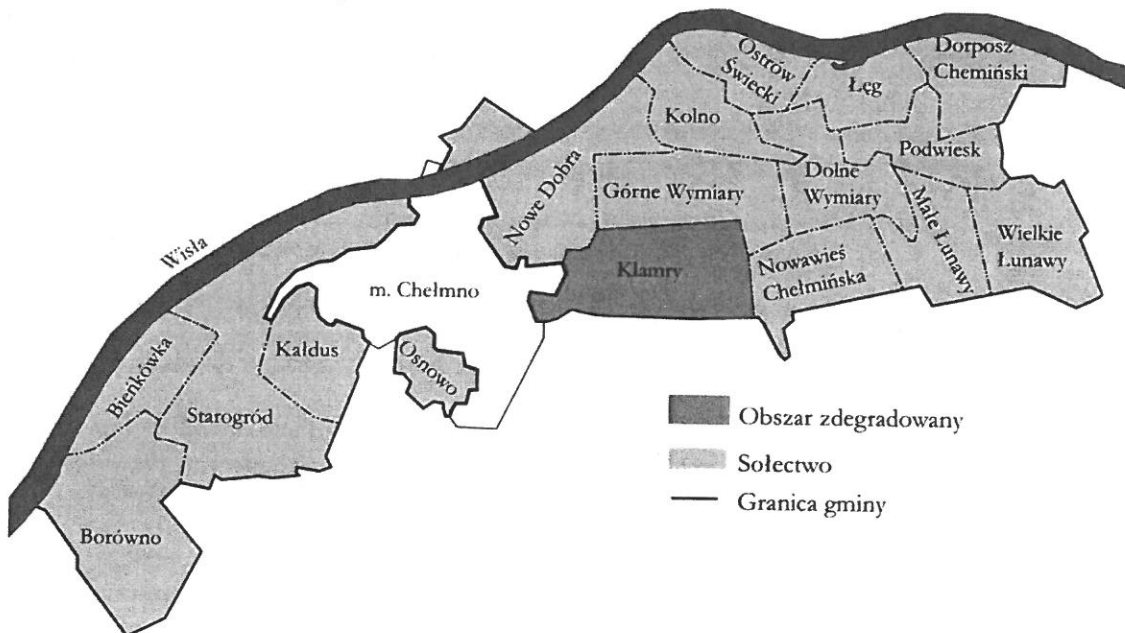 Ostrów
Świecki
Łęg
Dorposz
Chemiński
Kolno
Podwiesk
Nowe Dobra
Górne Wymiary
Dolne
Wymiary
Małe Łunawy
Wielkie
Łunawy
Wisła
Klamry
Nowawieś
Chełmińska
m. Chełmno
Kałdus
Osnowo
Bieńkówka
Starogród
Borówno
Obszar zdegradowany
Sołectwo
Granica gminy